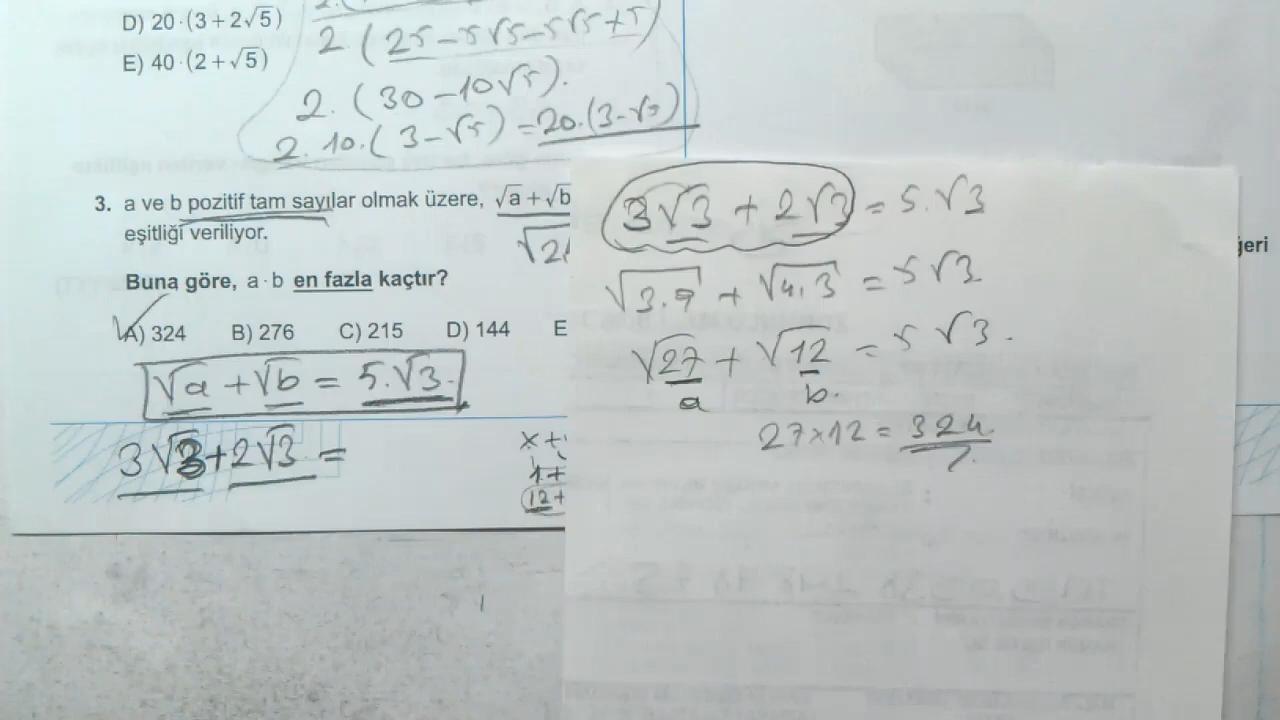 D) 20·(3+2√5)
E) 40·(2+√5)
2.(25-5√5-5√5+5)
2.(30-10√5).
2.10.(3-√5)=20.(3-√5)
3. a ve b pozitif tam sayılar olmak üzere, √a+√b
eşitliği veriliyor.
Buna göre, a·b en fazla kaçtır?
A) 324 B) 276 C) 215 D) 144 E
√a+√b=5.√3.
3√3+2√3=
x+
1+
12+
3√3+2√3=5.√3
√3.9+√4.3=5√3
√27+√12=5√3.
a b.
27×12=324
ğeri